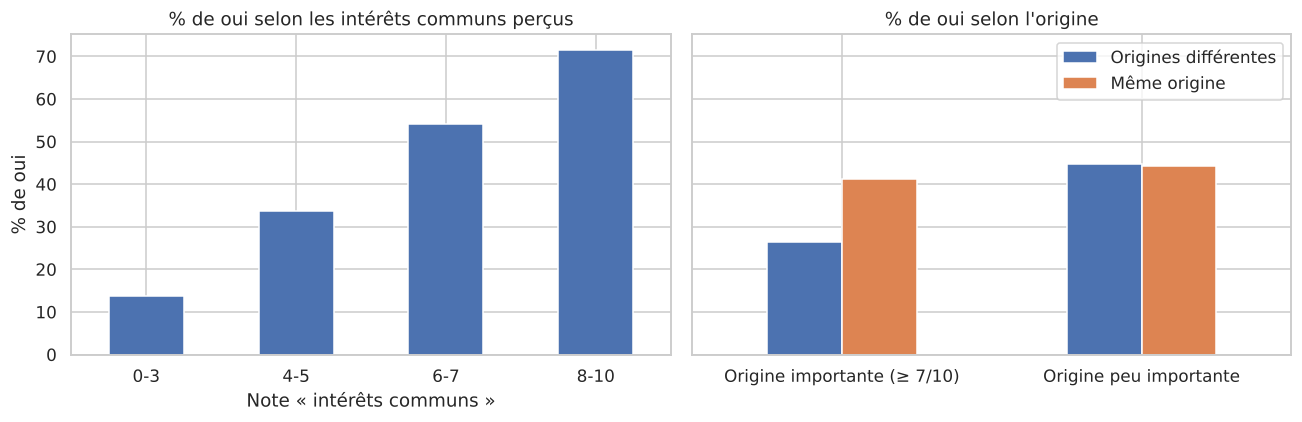 % de oui selon les intérêts communs perçus
% de oui
70
60
50
40
30
20
10
0
0-3 4-5 6-7 8-10
Note « intérêts communs »
% de oui selon l'origine
Origines différentes
Même origine
Origine importante (≥ 7/10) Origine peu importante